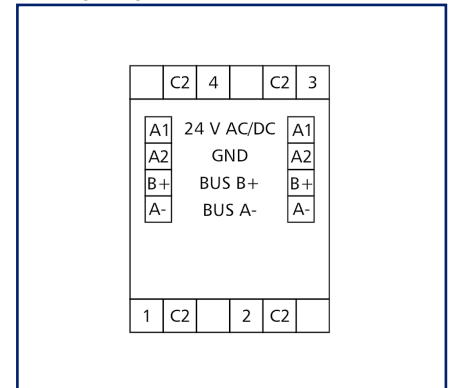 C2 4 C2 3
A1 24 V AC/DC A1
A2 GND A2
B+ BUS B+ B+
A- BUS A- A-
1 C2 2 C2